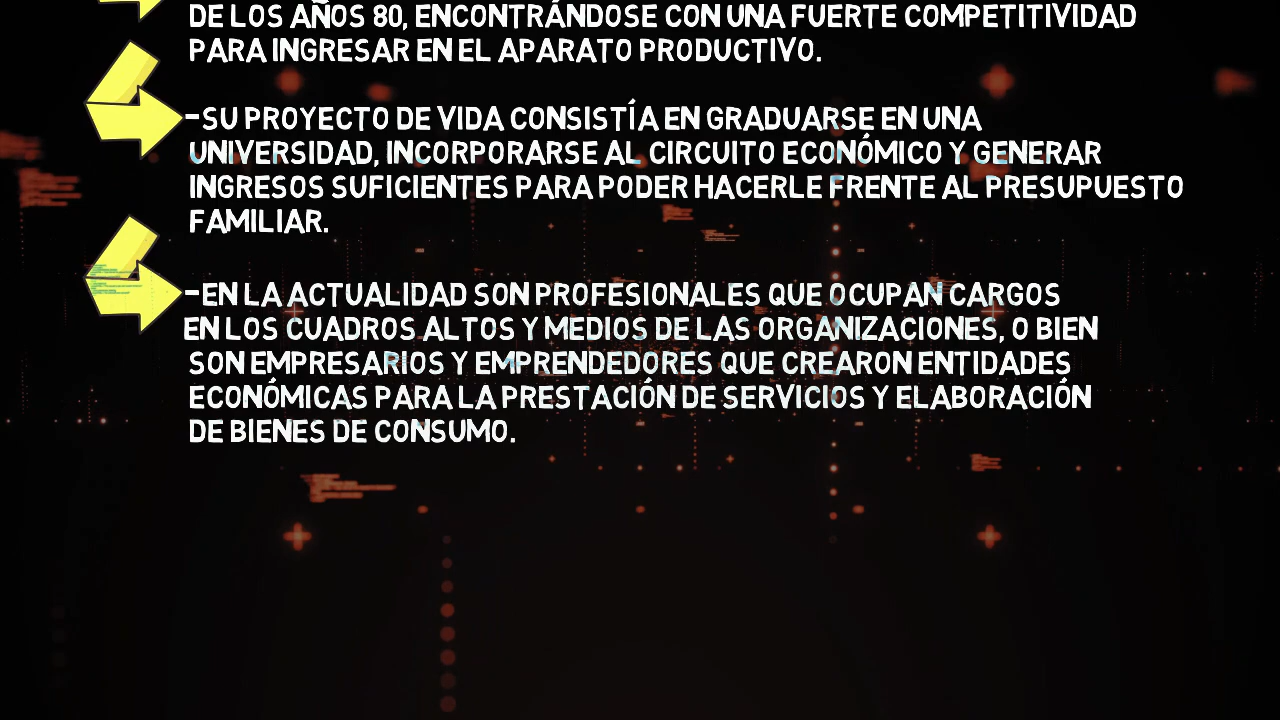 DE LOS AÑOS 80, ENCONTRÁNDOSE CON UNA FUERTE COMPETITIVIDAD
PARA INGRESAR EN EL APARATO PRODUCTIVO.
-SU PROYECTO DE VIDA CONSISTÍA EN GRADUARSE EN UNA
UNIVERSIDAD, INCORPORARSE AL CIRCUITO ECONÓMICO Y GENERAR
INGRESOS SUFICIENTES PARA PODER HACERLE FRENTE AL PRESUPUESTO
FAMILIAR.
-EN LA ACTUALIDAD SON PROFESIONALES QUE OCUPAN CARGOS
EN LOS CUADROS ALTOS Y MEDIOS DE LAS ORGANIZACIONES, O BIEN
SON EMPRESARIOS Y EMPRENDEDORES QUE CREARON ENTIDADES
ECONÓMICAS PARA LA PRESTACIÓN DE SERVICIOS Y ELABORACIÓN
DE BIENES DE CONSUMO.